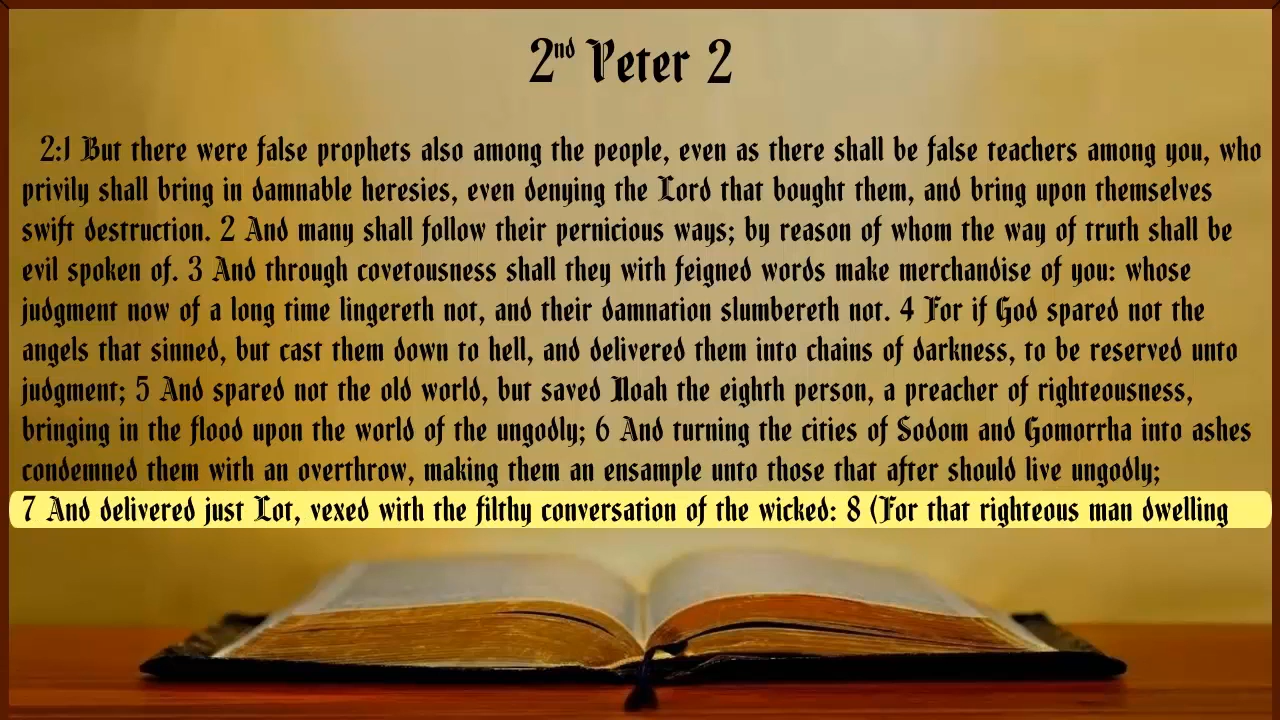 2nd Peter 2
2:1 But there were false prophets also among the people, even as there shall be false teachers among you, who
privily shall bring in damnable heresies, even denying the Lord that bought them, and bring upon themselves
swift destruction. 2 And many shall follow their pernicious ways; by reason of whom the way of truth shall be
evil spoken of. 3 And through covetousness shall they with feigned words make merchandise of you: whose
judgment now of a long time lingereth not, and their damnation slumbereth not. 4 For if God spared not the
angels that sinned, but cast them down to hell, and delivered them into chains of darkness, to be reserved unto
judgment; 5 And spared not the old world, but saved Noah the eighth person, a preacher of righteousness,
bringing in the flood upon the world of the ungodly; 6 And turning the cities of Sodom and Gomorrha into ashes
condemned them with an overthrow, making them an ensample unto those that after should live ungodly;
7 And delivered just Lot, vexed with the filthy conversation of the wicked: 8 (For that righteous man dwelling